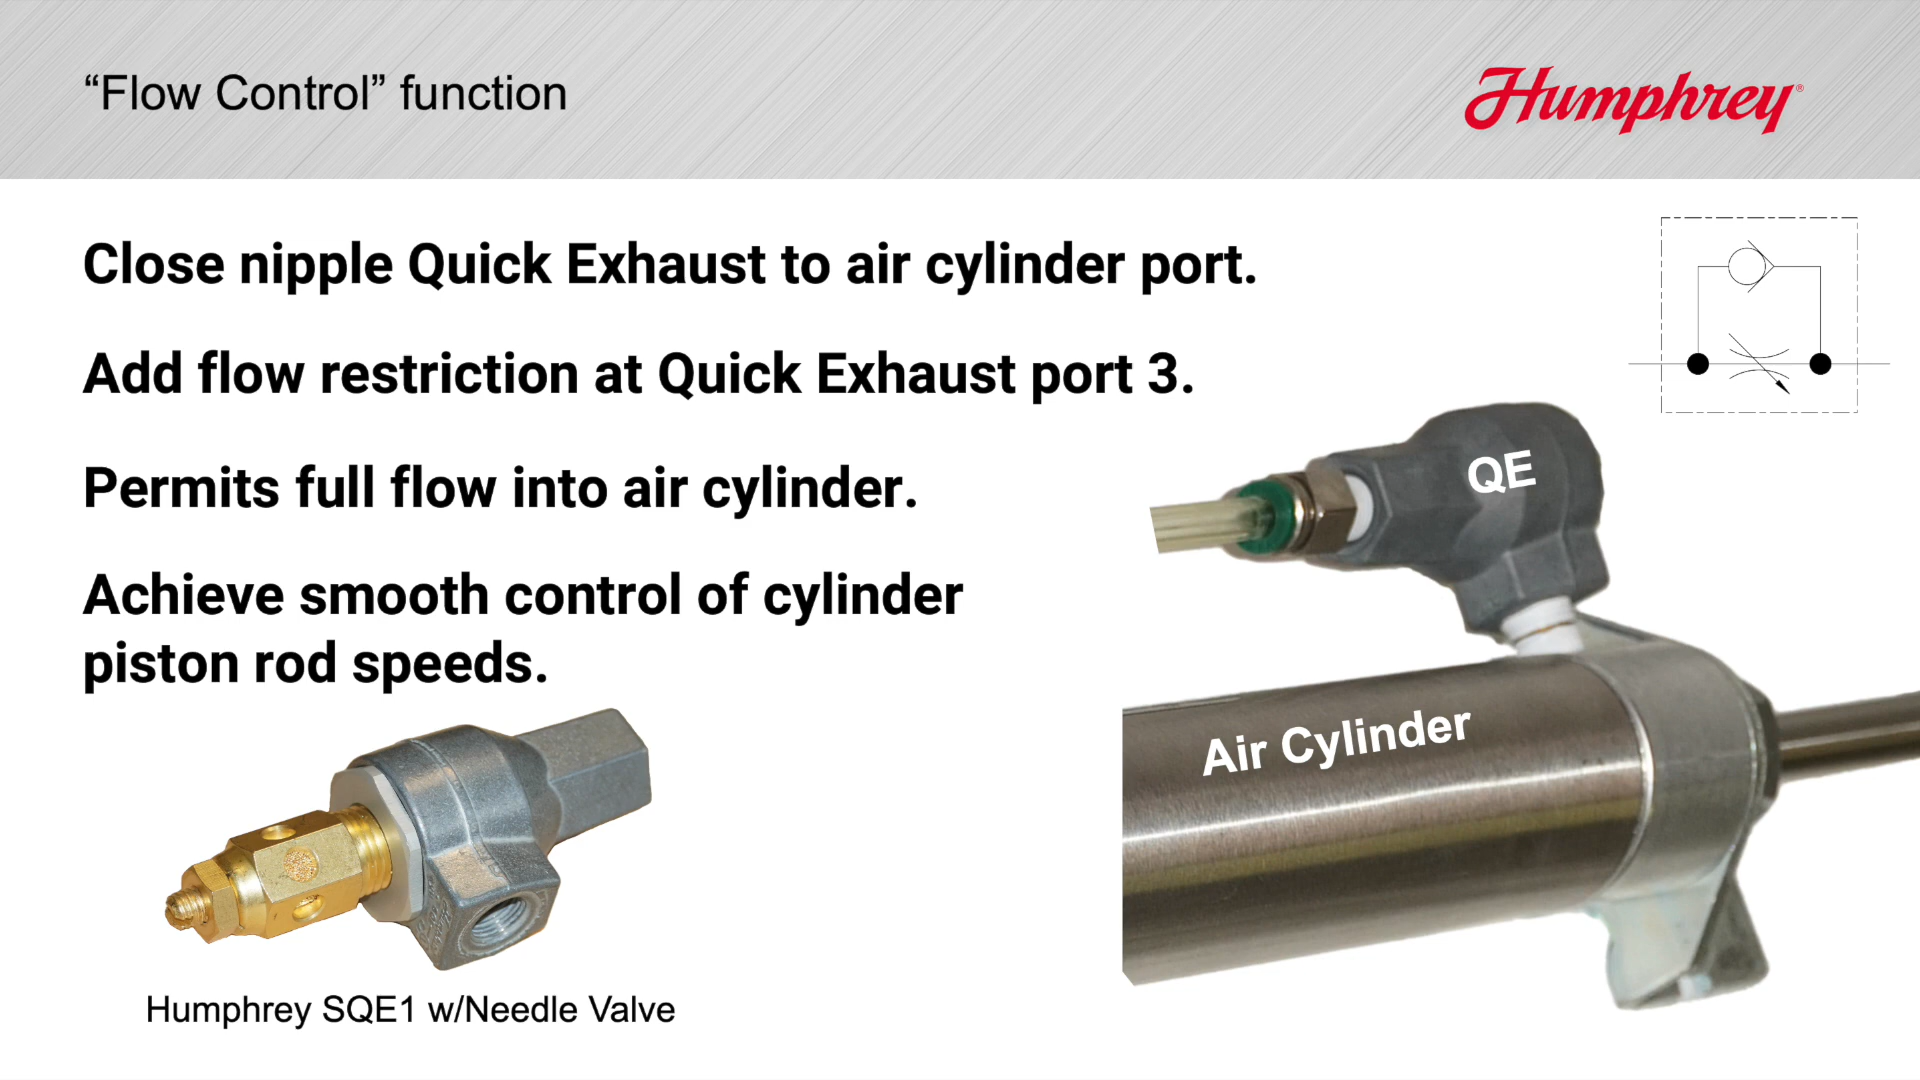 “Flow Control” function
Humphrey®
Close nipple Quick Exhaust to air cylinder port.
Add flow restriction at Quick Exhaust port 3.
Permits full flow into air cylinder.
Achieve smooth control of cylinder
piston rod speeds.
QE
Air Cylinder
Humphrey SQE1 w/Needle Valve